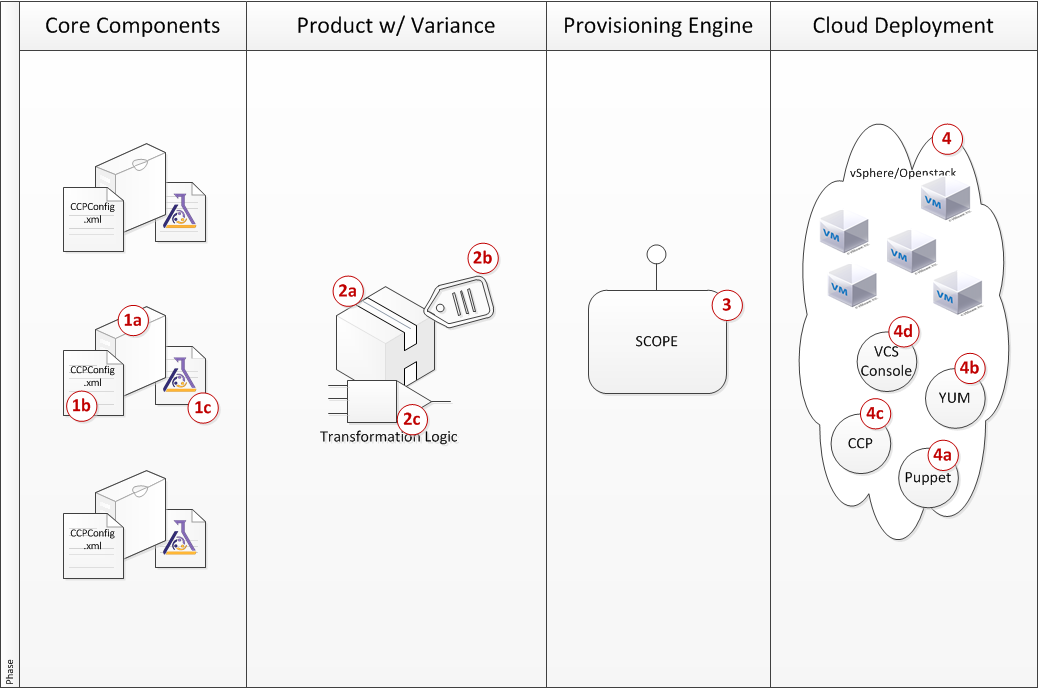 Core Components
Product w/ Variance
Provisioning Engine
Cloud Deployment
CCPConfig
.xml
1a
CCPConfig
.xml
1b
1c
CCPConfig
.xml
2a
2b
2c
Transformation Logic
3
SCOPE
4
vSphere/Openstack
VM
VM
VM
VM
VM
4d
VCS
Console
4b
YUM
4c
CCP
4a
Puppet
Phase